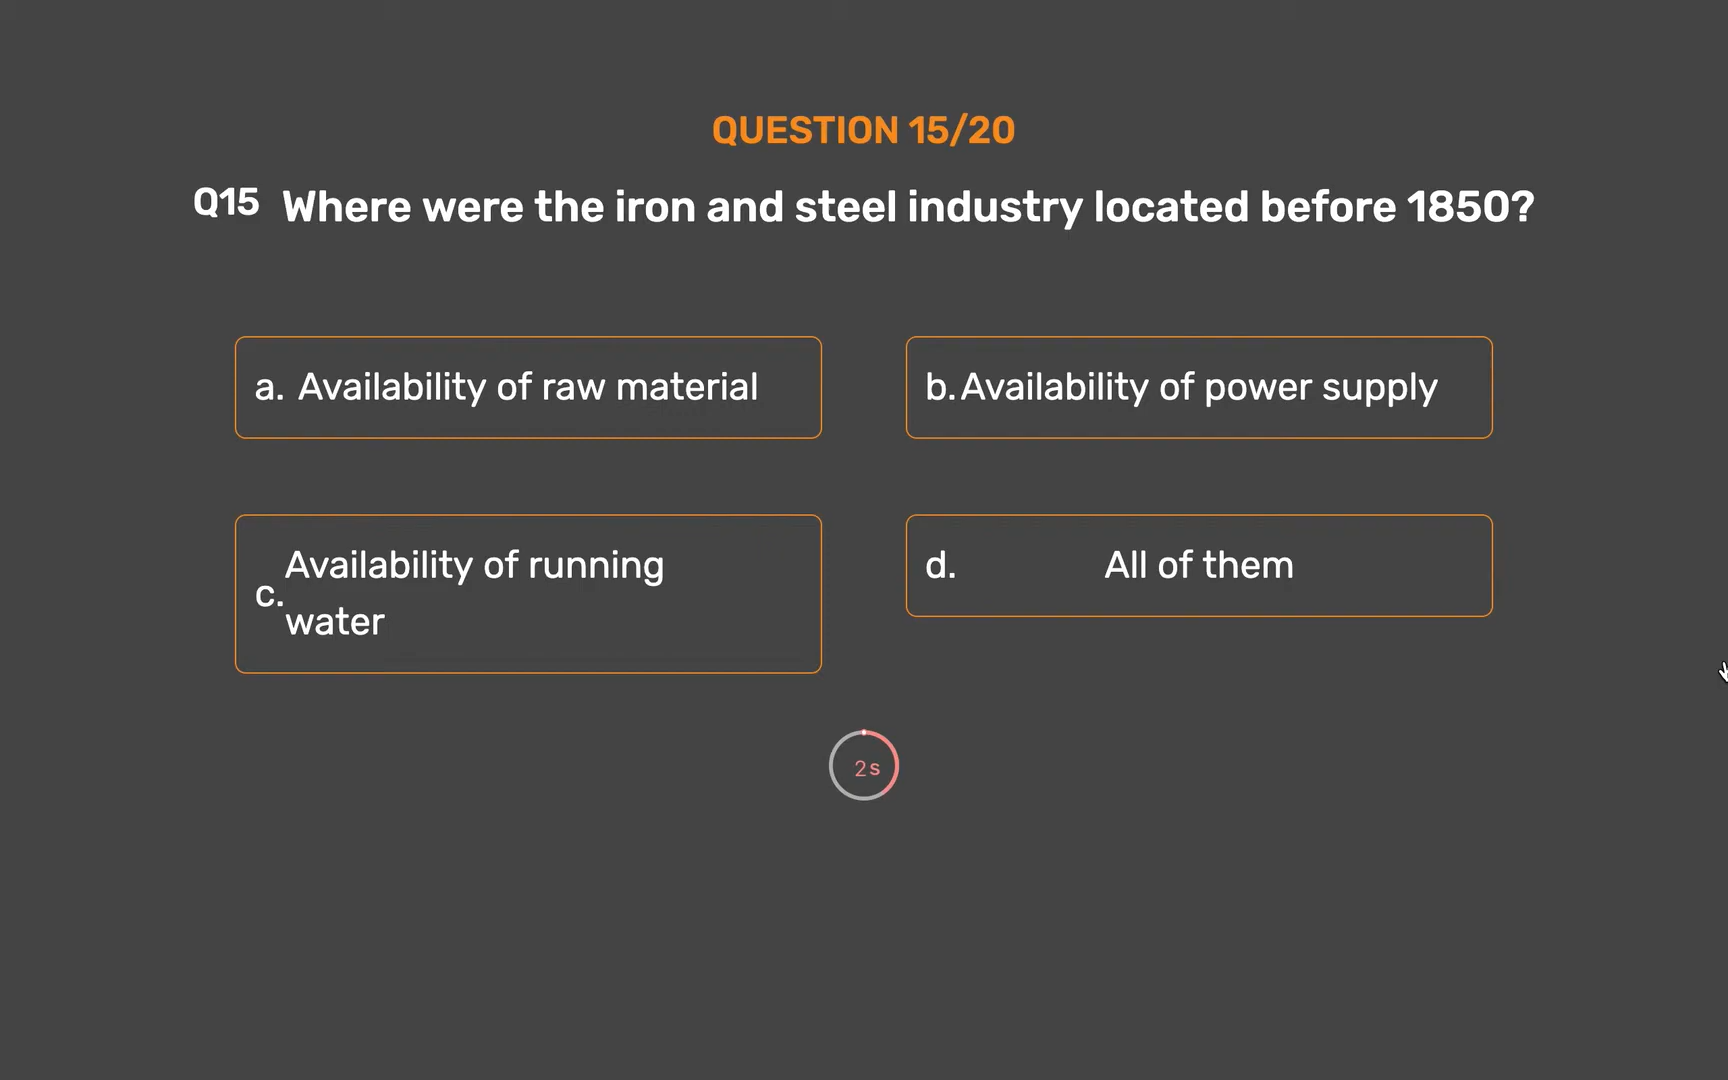 QUESTION 15/20
Q15 Where were the iron and steel industry located before 1850?
a. Availability of raw material
b. Availability of power supply
c. Availability of running
water
d. All of them
2s